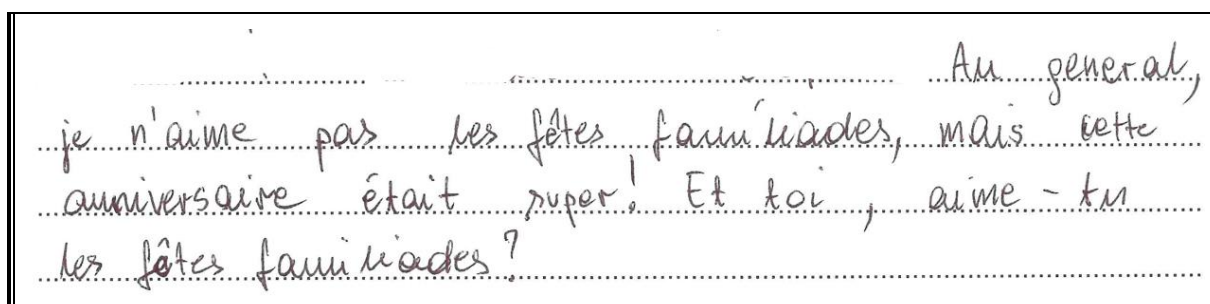 Au general,
je n'aime pas les fêtes familiades, mais cette
anniversaire était super! Et toi, aime-tu
les fêtes familiades?